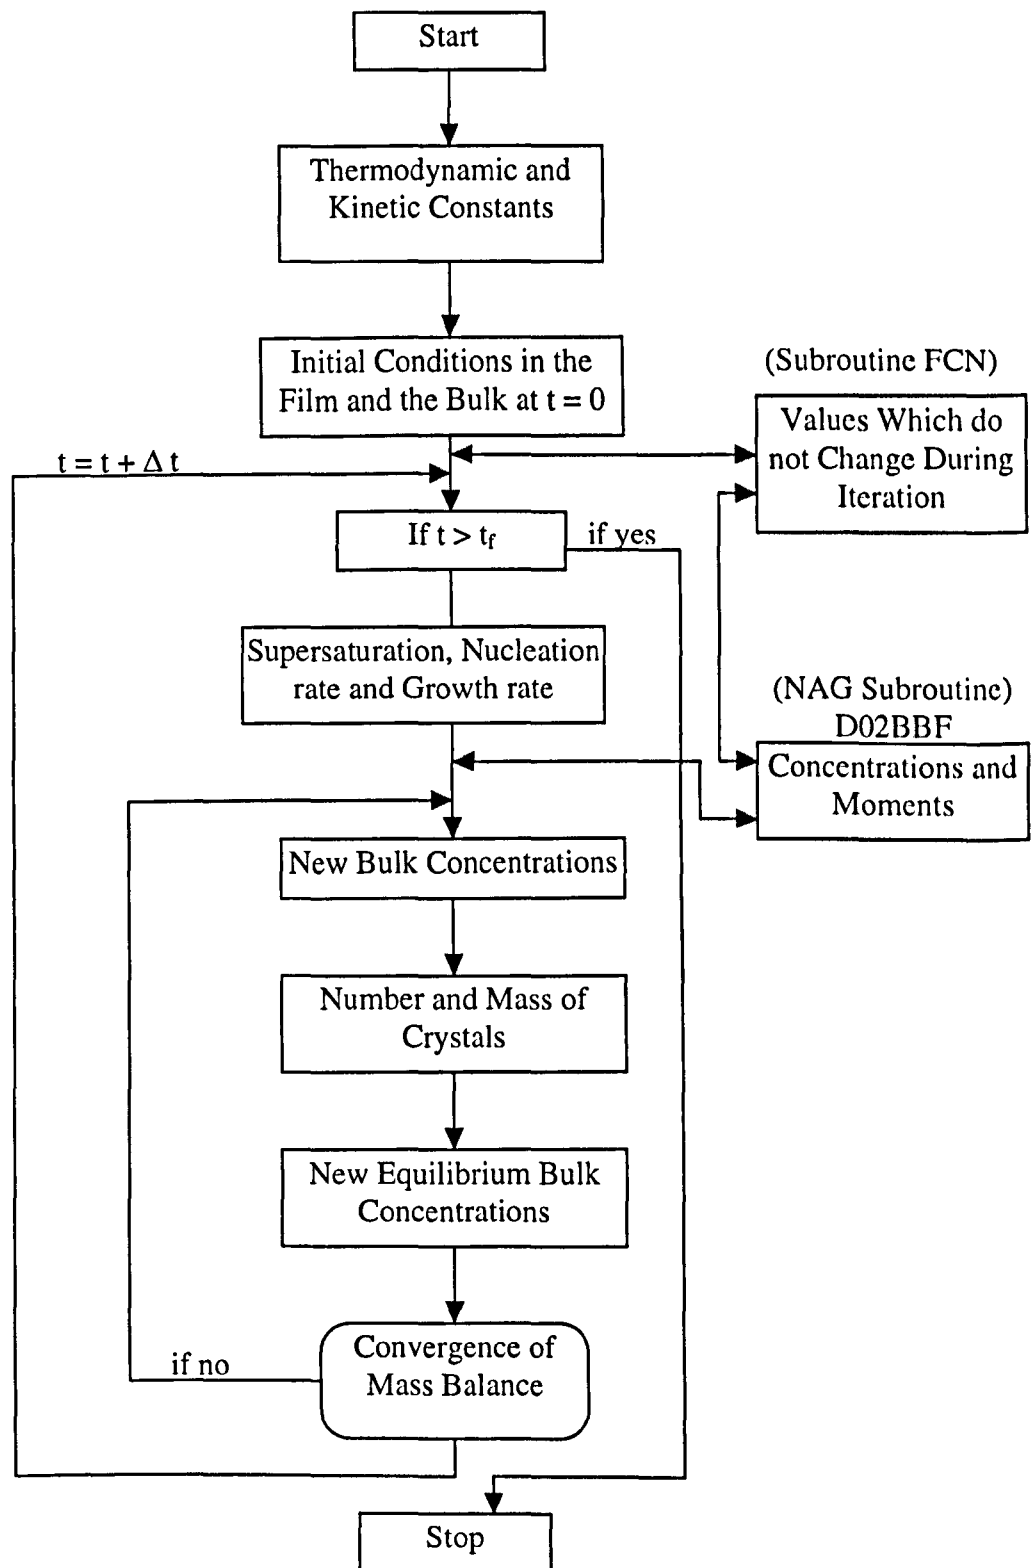 Start
Thermodynamic and
Kinetic Constants
Initial Conditions in the
Film and the Bulk at t = 0
(Subroutine FCN)
Values Which do
not Change During
Iteration
t = t + Δ t
If t > tf
if yes
Supersaturation, Nucleation
rate and Growth rate
(NAG Subroutine)
D02BBF
Concentrations and
Moments
New Bulk Concentrations
Number and Mass of
Crystals
New Equilibrium Bulk
Concentrations
Convergence of
Mass Balance
if no
Stop